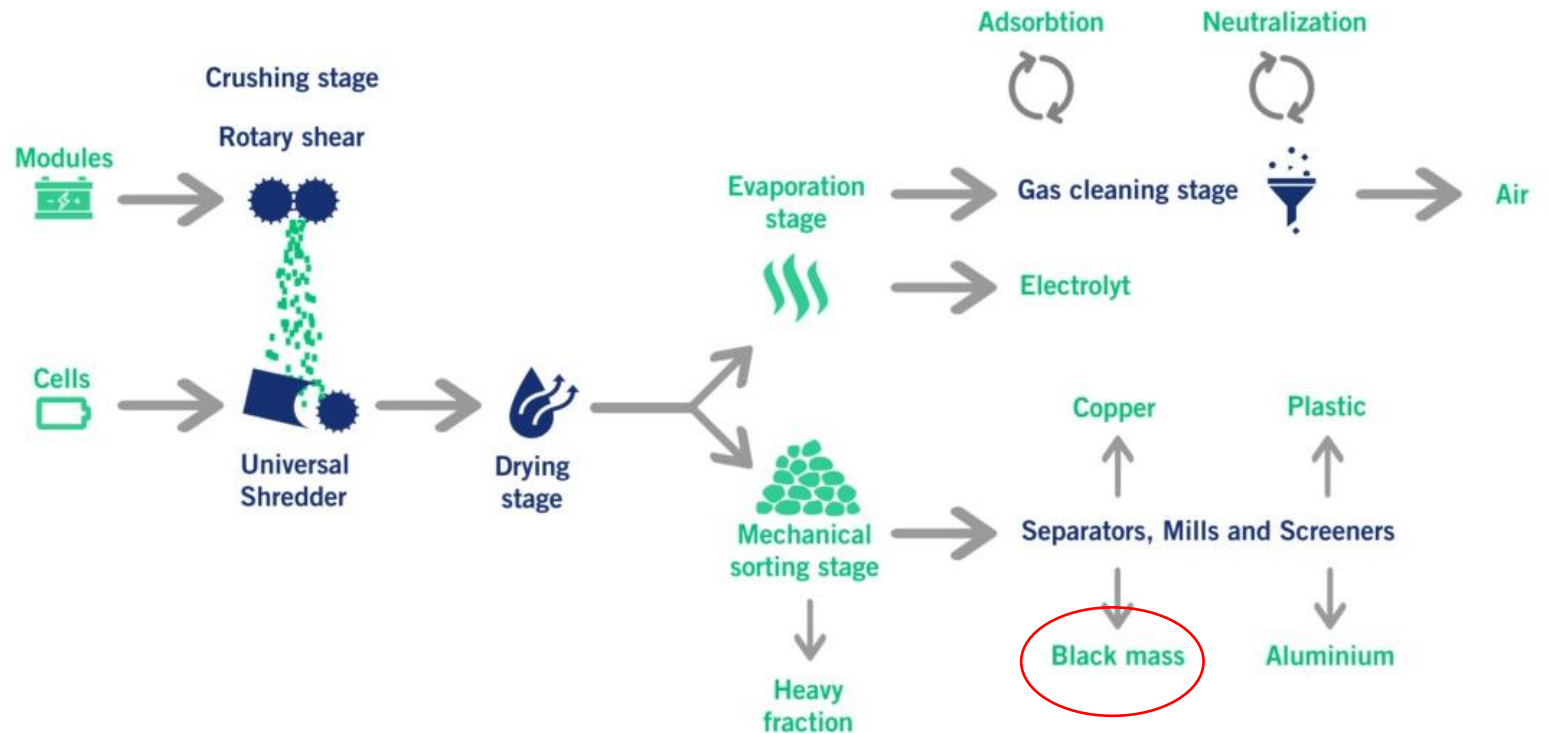 Adsorbtion
Neutralization
Crushing stage
Rotary shear
Modules
Evaporation
stage
Gas cleaning stage
Air
Electrolyt
Cells
Universal
Shredder
Drying
stage
Copper
Plastic
Mechanical
sorting stage
Separators, Mills and Screeners
Black mass
Aluminium
Heavy
fraction